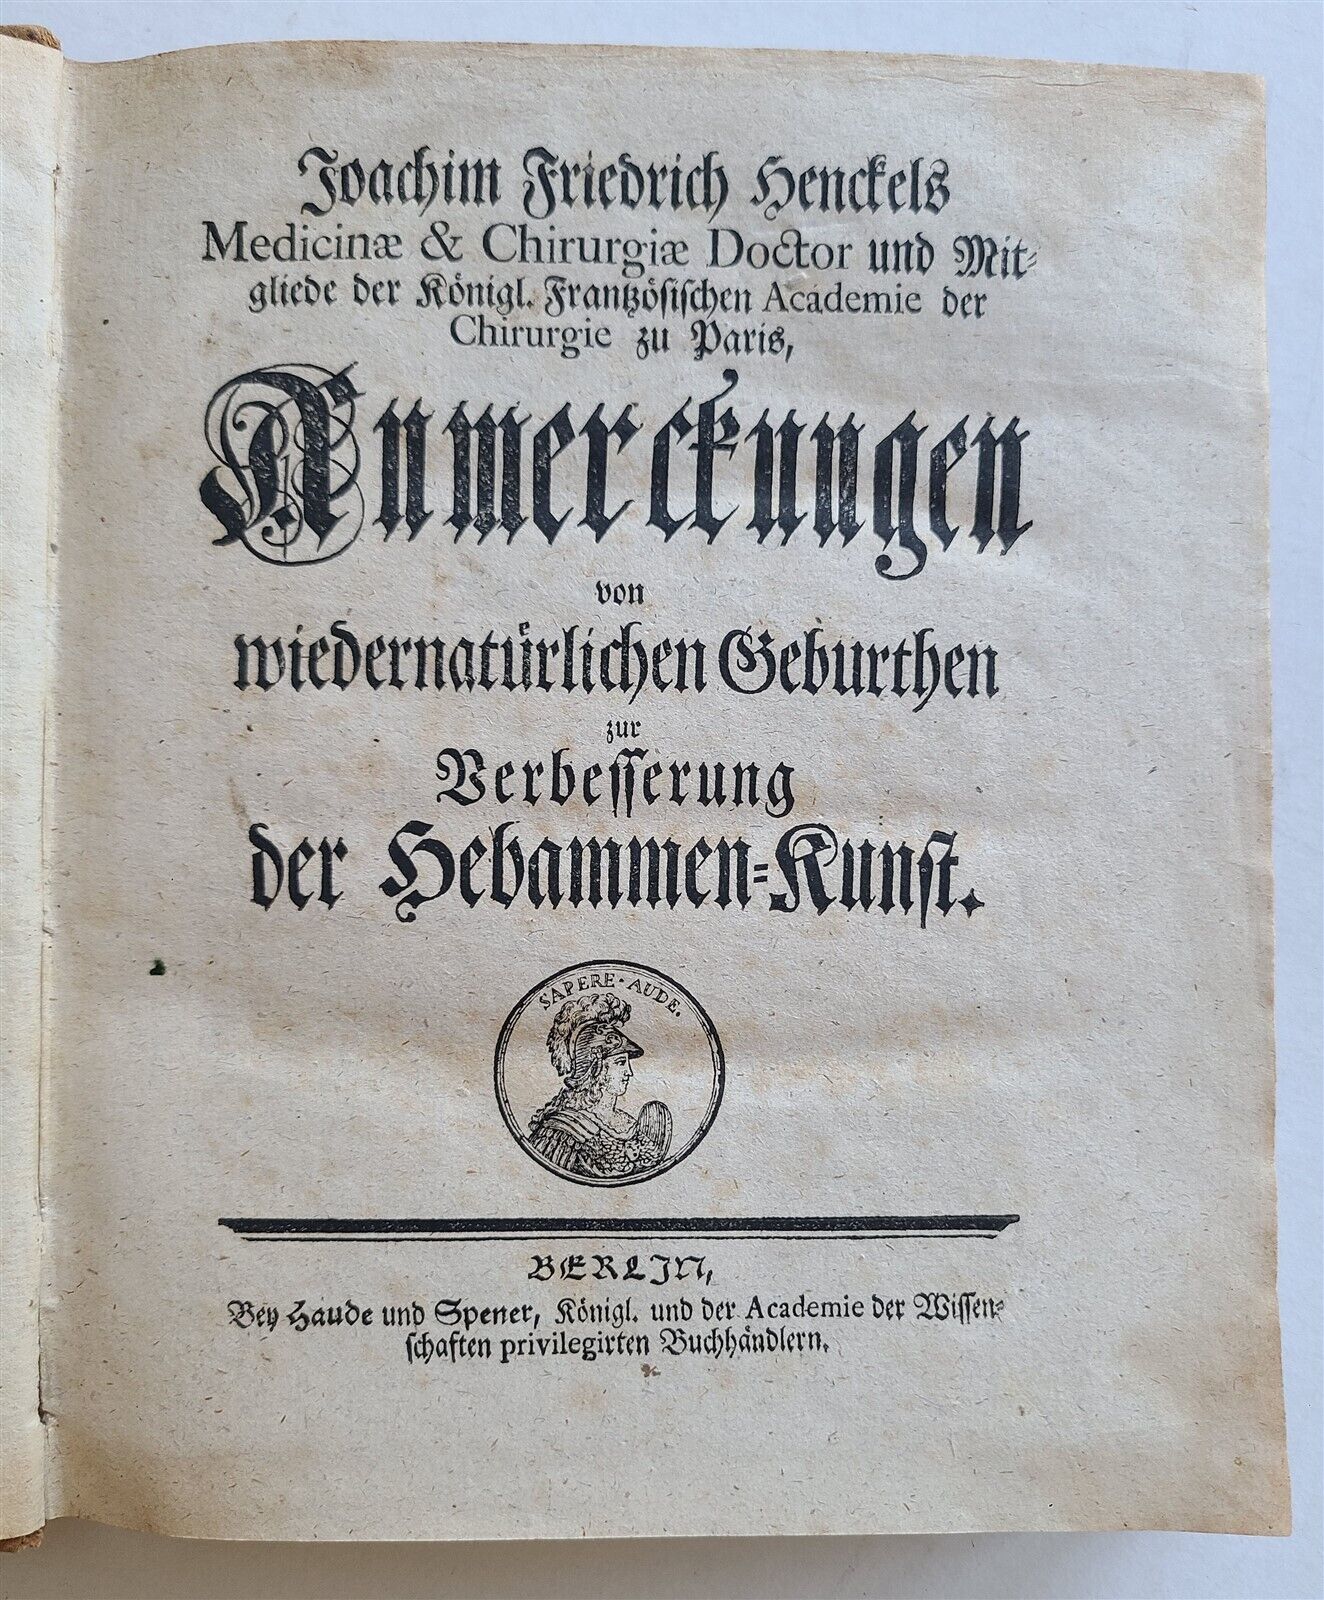 Joachim Friedrich Henckels
Medicinæ & Chirurgiæ Doctor und Mit-
gliede der Königl. Frantzösischen Academie der
Chirurgie zu Paris,
Anmerckungen
von
wiedernatürlichen Geburthen
zur
Verbesserung
der Hebammen-Kunst.
SAPERE · AUDE.
BERLIN,
Bey Haude und Spener, Königl. und der Academie der Wissen-
schaften privilegirten Buchhändlern.